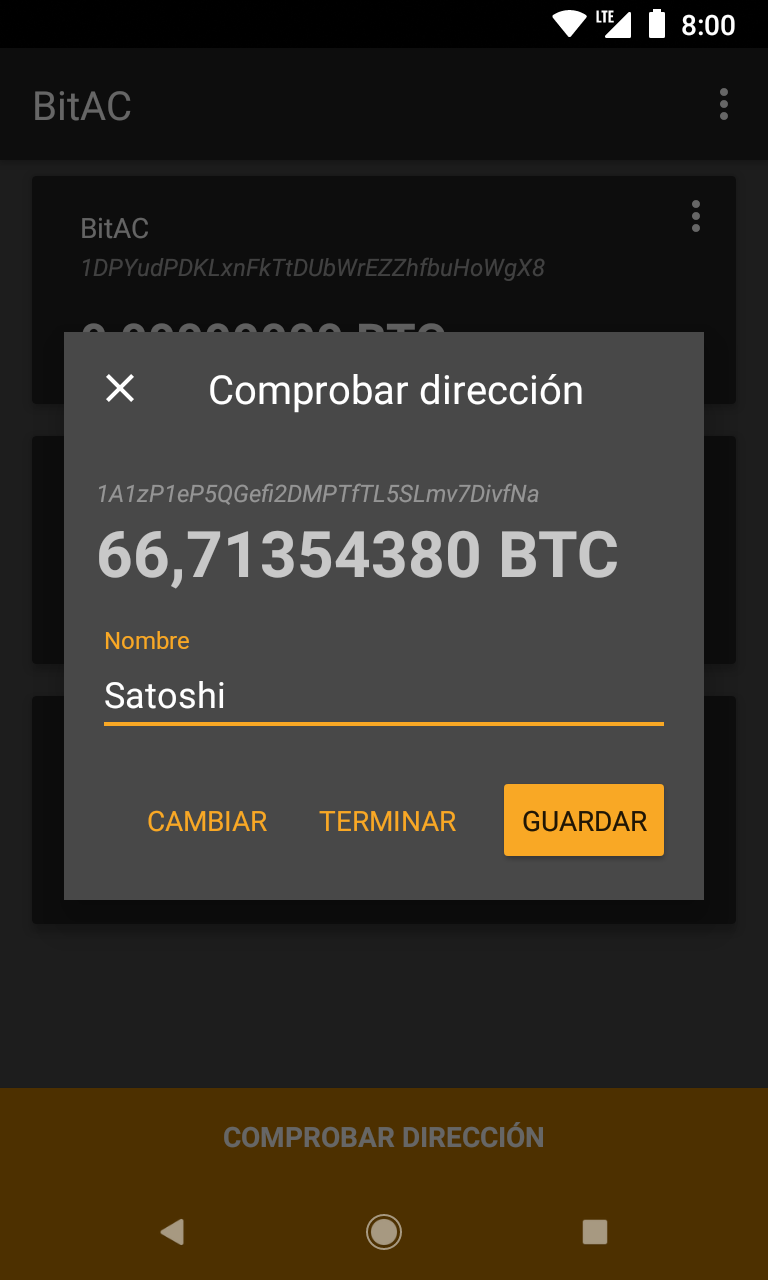 LTE 8:00
BitAC
BitAC
1DPYudPDKLxnFkTtDUbWrEZZhfbuHoWgX8
Comprobar dirección
1A1zP1eP5QGefi2DMPTfTL5SLmv7DivfNa
66,71354380 BTC
Nombre
Satoshi
CAMBIAR TERMINAR GUARDAR
COMPROBAR DIRECCIÓN